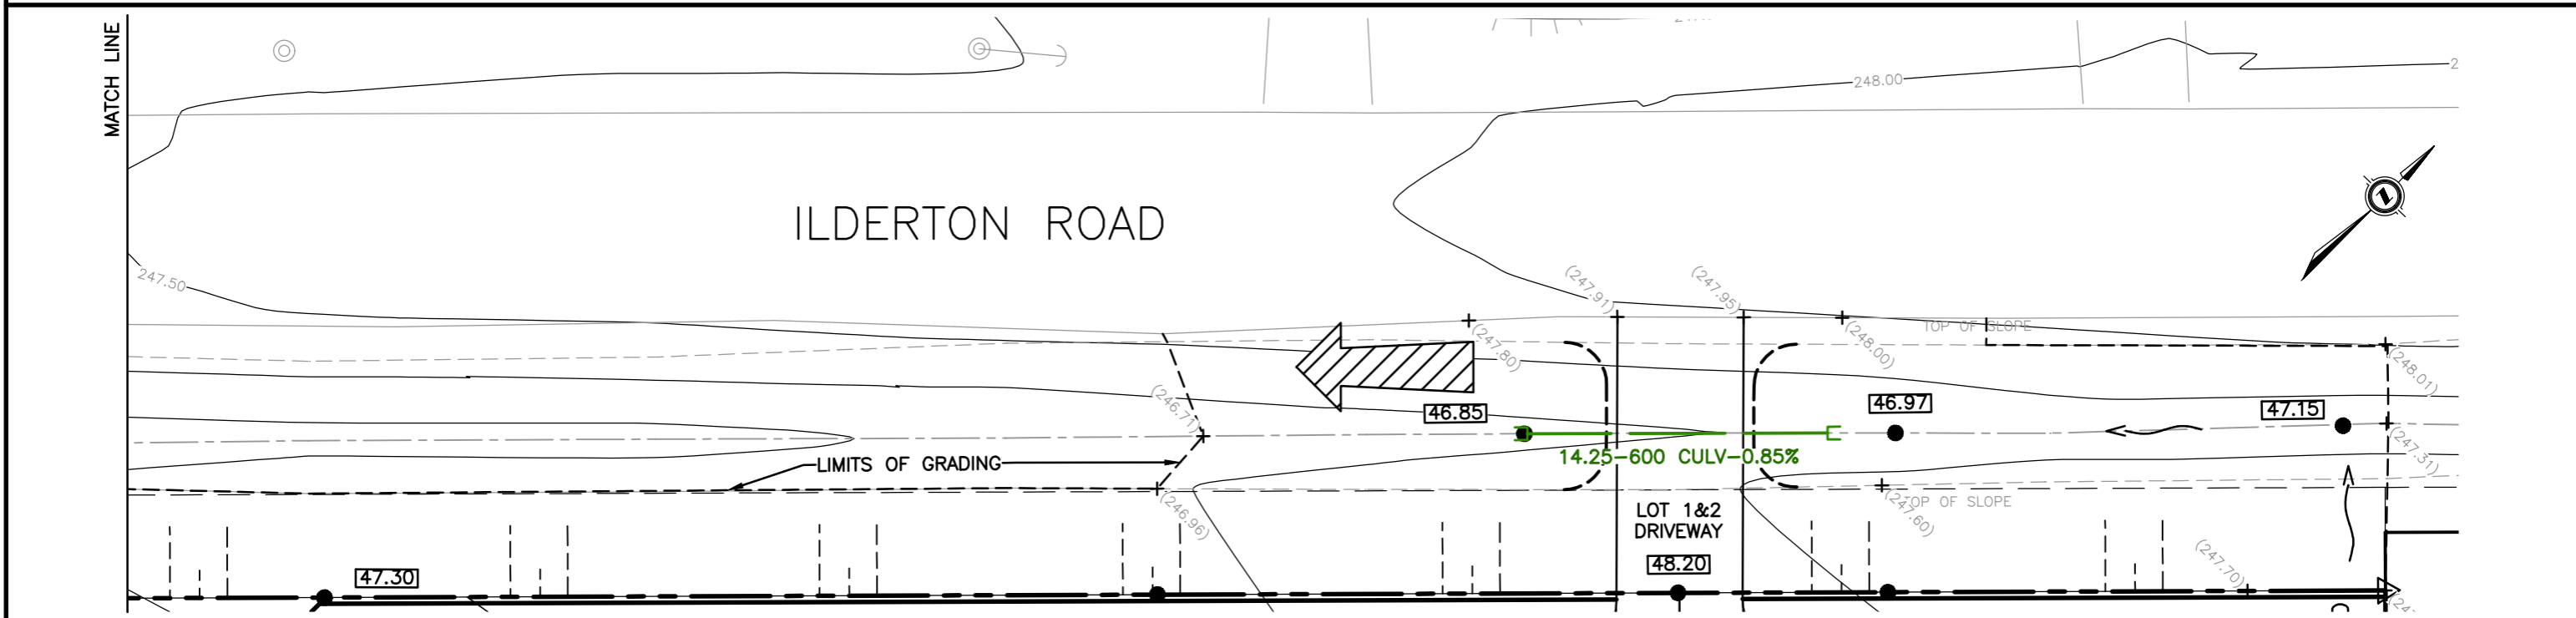 MATCH LINE
248.00
2
ILDERTON ROAD
247.50
(247.91)
(247.95)
(247.80)
(248.00)
TOP OF SLOPE
(248.01)
(246.71)
46.85
46.97
47.15
(247.31)
14.25-600 CULV-0.85%
LIMITS OF GRADING
(246.96)
(247.60)
TOP OF SLOPE
LOT 1&2
DRIVEWAY
48.20
47.30
(247.70)